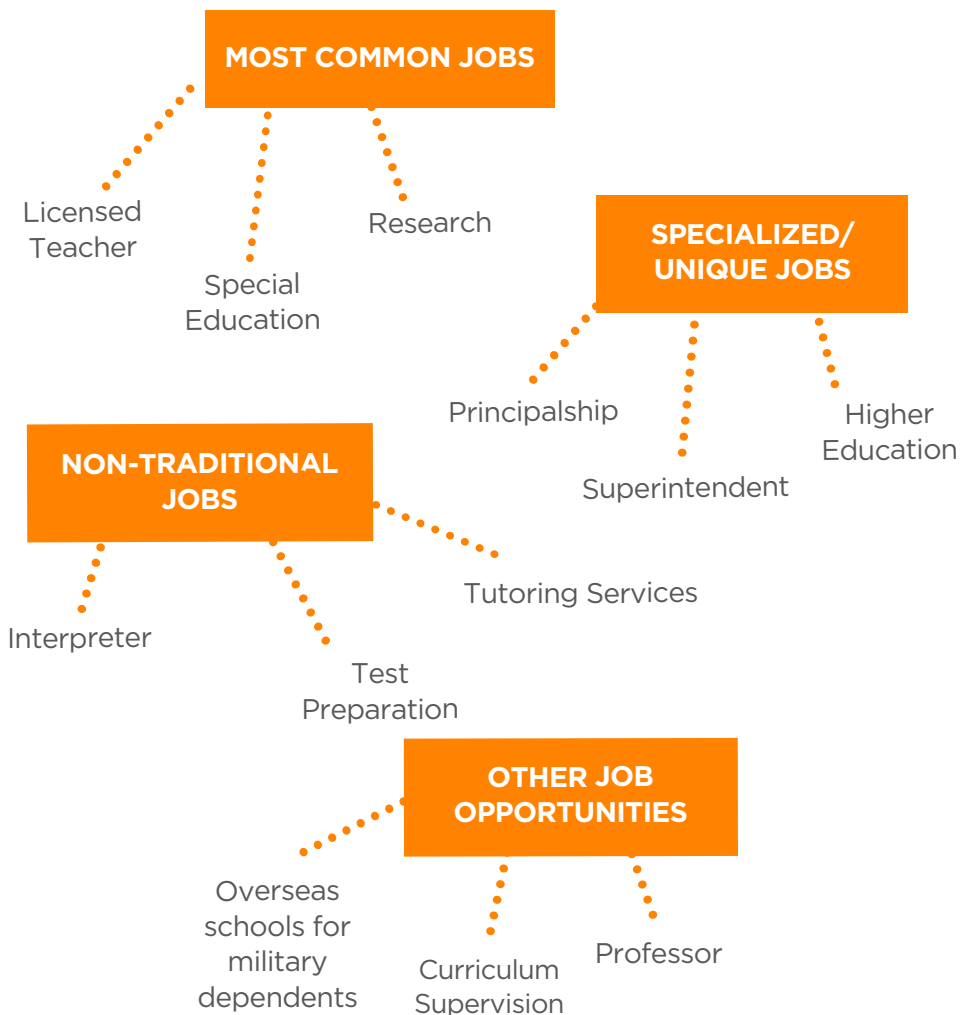 MOST COMMON JOBS
Licensed
Teacher
Special
Education
Research
SPECIALIZED/
UNIQUE JOBS
Principalship
Superintendent
Higher
Education
NON-TRADITIONAL
JOBS
Interpreter
Test
Preparation
Tutoring Services
OTHER JOB
OPPORTUNITIES
Overseas
schools for
military
dependents
Curriculum
Supervision
Professor